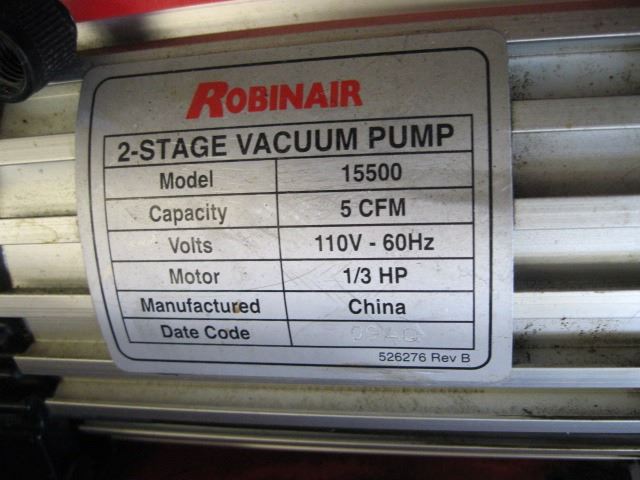 ROBINAIR
2-STAGE VACUUM PUMP
Model 15500
Capacity 5 CFM
Volts 110V - 60Hz
Motor 1/3 HP
Manufactured China
Date Code
526276 Rev B